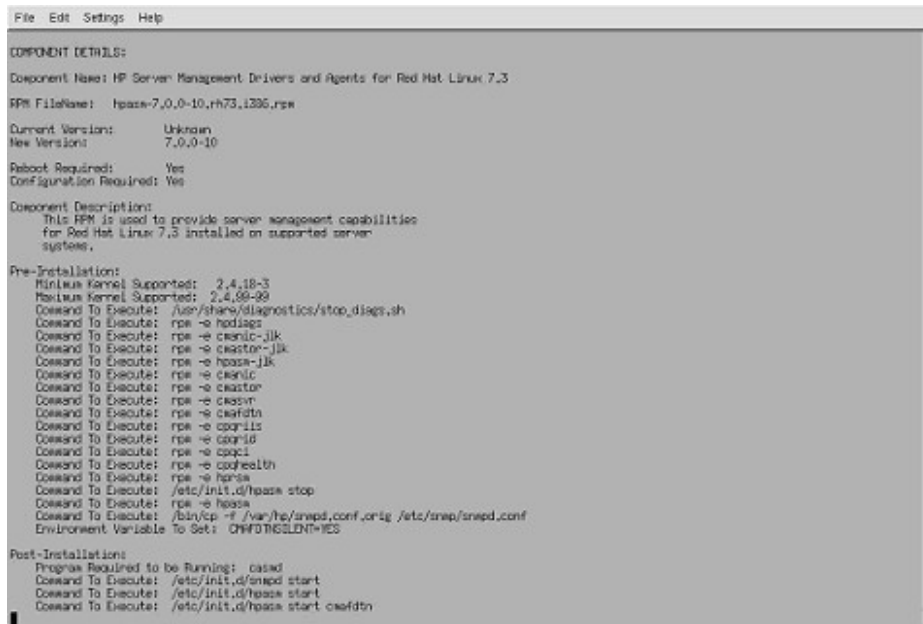 File Edit Settings Help
COMPONENT DETAILS:
Component Name: HP Server Management Drivers and Agents for Red Hat Linux 7.3
RPM FileName: hpasm-7.0.0-10.rh73.i386.rpm
Current Version: Unknown
New Version: 7.0.0-10
Reboot Required: Yes
Configuration Required: Yes
Component Description:
This RPM is used to provide server management capabilities
for Red Hat Linux 7.3 installed on supported server
systems.
Pre-Installation:
Minimum Kernel Supported: 2.4.18-3
Maximum Kernel Supported: 2.4.99-99
Command To Execute: /usr/share/diagnostics/stop_diags.sh
Command To Execute: rpm -e hpdiags
Command To Execute: rpm -e cmanic-jlk
Command To Execute: rpm -e cmastor-jlk
Command To Execute: rpm -e hpasm-jlk
Command To Execute: rpm -e cmanic
Command To Execute: rpm -e cmastor
Command To Execute: rpm -e cmasvr
Command To Execute: rpm -e cmafdtn
Command To Execute: rpm -e cpqriis
Command To Execute: rpm -e cpqrid
Command To Execute: rpm -e cpqci
Command To Execute: rpm -e cpqhealth
Command To Execute: rpm -e hprsm
Command To Execute: /etc/init.d/hpasm stop
Command To Execute: rpm -e hpasm
Command To Execute: /bin/cp -f /var/hp/snmpd.conf.orig /etc/snmp/snmpd.conf
Environment Variable To Set: CMAFDTNSILENT=YES
Post-Installation:
Program Required to be Running: casmd
Command To Execute: /etc/init.d/snmpd start
Command To Execute: /etc/init.d/hpasm start
Command To Execute: /etc/init.d/hpasm start cmafdtn